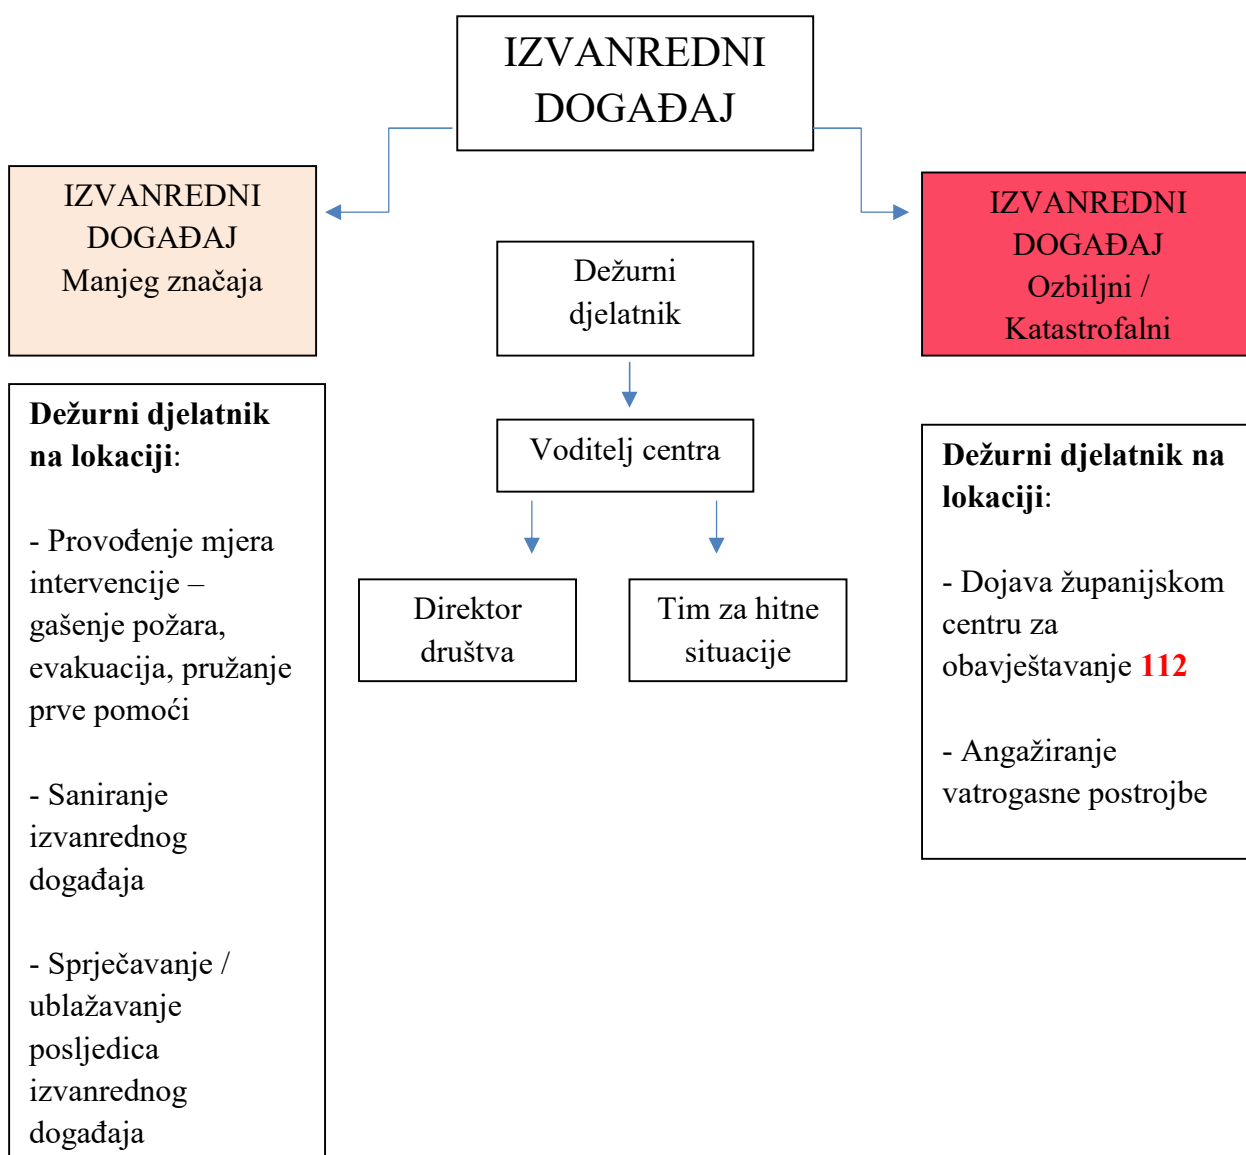 IZVANREDNI
DOGAĐAJ
IZVANREDNI
DOGAĐAJ
Manjeg značaja
Dežurni djelatnik
na lokaciji:
- Provođenje mjera
intervencije –
gašenje požara,
evakuacija, pružanje
prve pomoći
- Saniranje
izvanrednog
događaja
- Sprječavanje /
ublažavanje
posljedica
izvanrednog
događaja
Dežurni
djelatnik
Voditelj centra
Direktor
društva
Tim za hitne
situacije
IZVANREDNI
DOGAĐAJ
Ozbiljni /
Katastrofalni
Dežurni djelatnik na
lokaciji:
- Dojava županijskom
centru za
obavještavanje 112
- Angažiranje
vatrogasne postrojbe